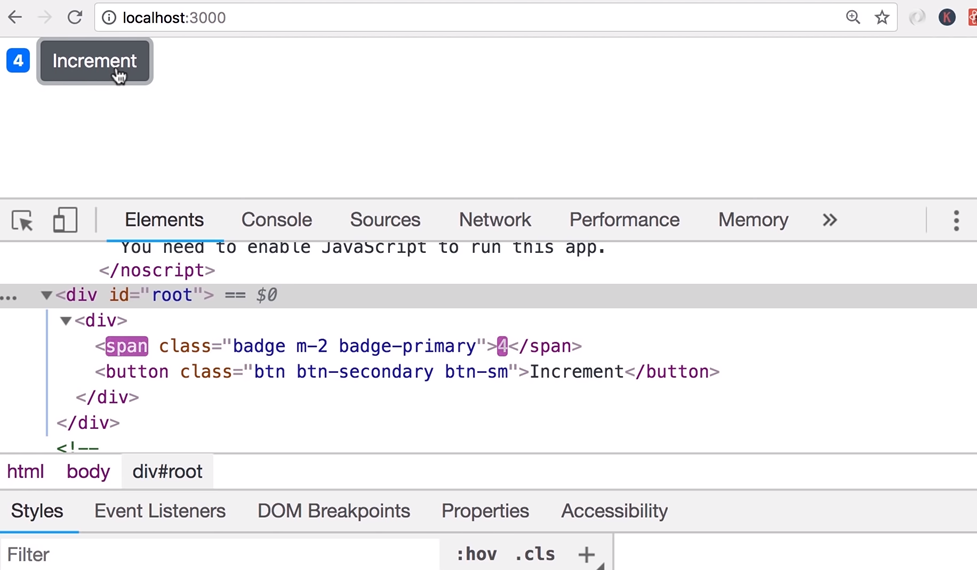 localhost:3000
K
4 Increment
Elements Console Sources Network Performance Memory »
You need to enable JavaScript to run this app.
</noscript>
… ▼<div id="root"> == $0
▼<div>
<span class="badge m-2 badge-primary">4</span>
<button class="btn btn-secondary btn-sm">Increment</button>
</div>
</div>
<!--
html body div#root
Styles Event Listeners DOM Breakpoints Properties Accessibility
Filter :hov .cls +